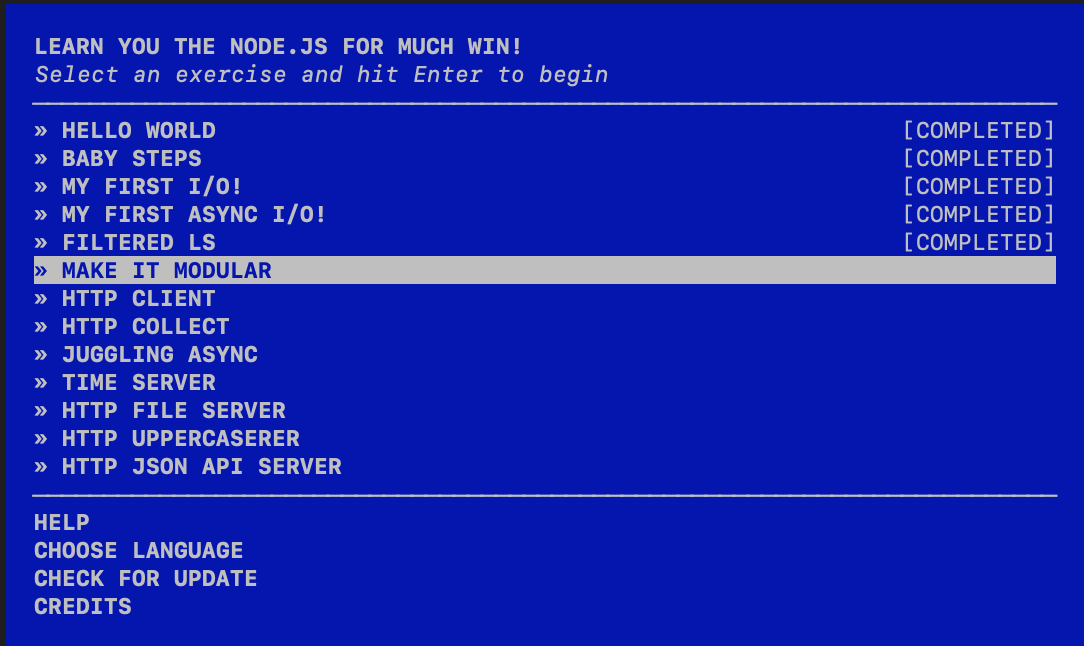 LEARN YOU THE NODE.JS FOR MUCH WIN!
Select an exercise and hit Enter to begin
» HELLO WORLD [COMPLETED]
» BABY STEPS [COMPLETED]
» MY FIRST I/O! [COMPLETED]
» MY FIRST ASYNC I/O! [COMPLETED]
» FILTERED LS [COMPLETED]
» MAKE IT MODULAR
» HTTP CLIENT
» HTTP COLLECT
» JUGGLING ASYNC
» TIME SERVER
» HTTP FILE SERVER
» HTTP UPPERCASERER
» HTTP JSON API SERVER
HELP
CHOOSE LANGUAGE
CHECK FOR UPDATE
CREDITS